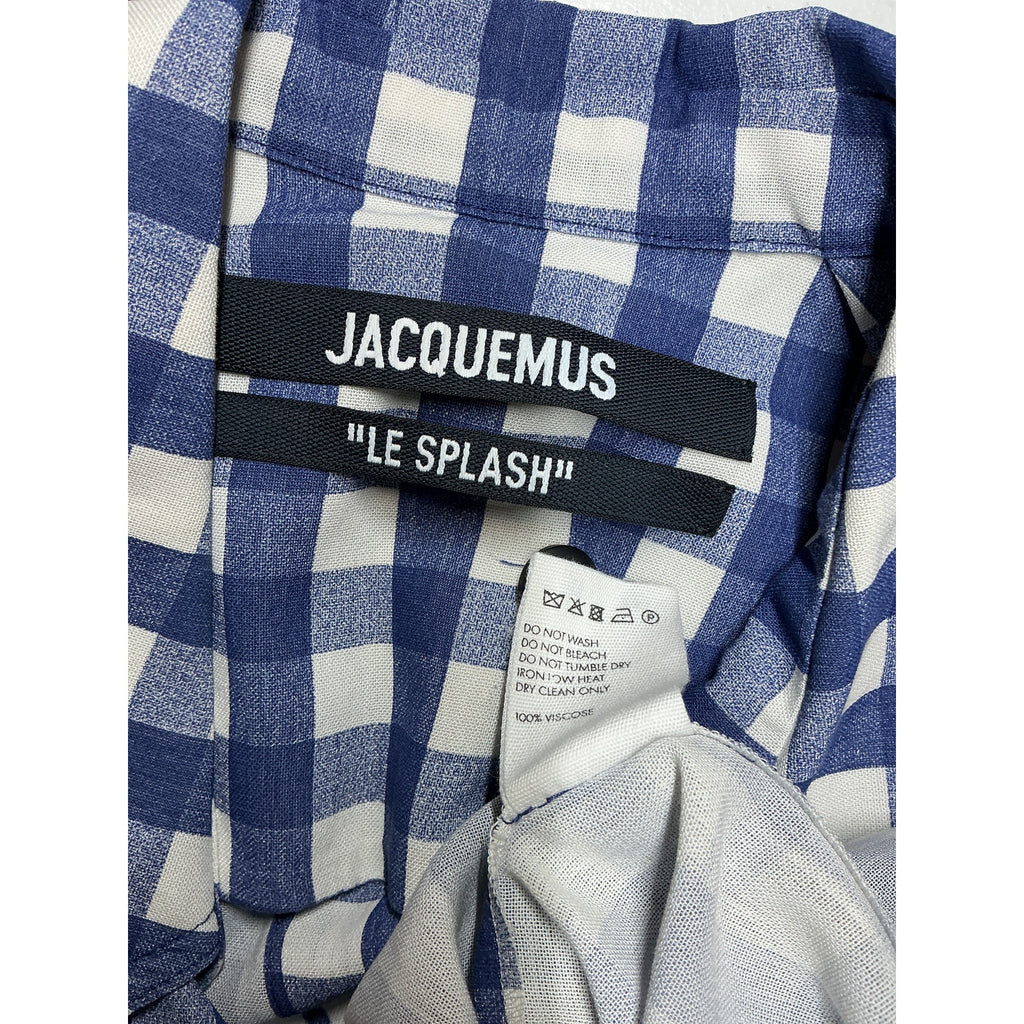 JACQUEMUS
"LE SPLASH"
P
DO NOT WASH
DO NOT BLEACH
DO NOT TUMBLE DRY
IRON LOW HEAT
DRY CLEAN ONLY
100% VISCOSE